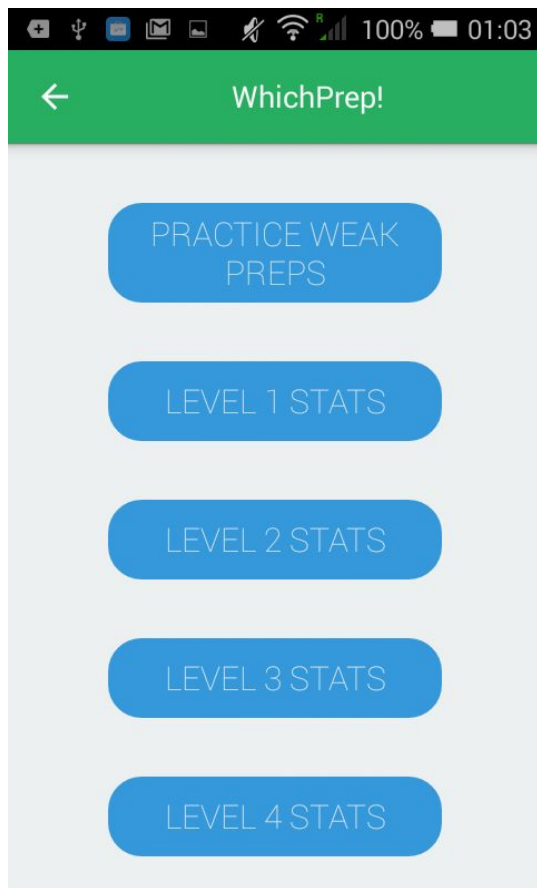 R
100% 01:03
WhichPrep!
PRACTICE WEAK
PREPS
LEVEL 1 STATS
LEVEL 2 STATS
LEVEL 3 STATS
LEVEL 4 STATS